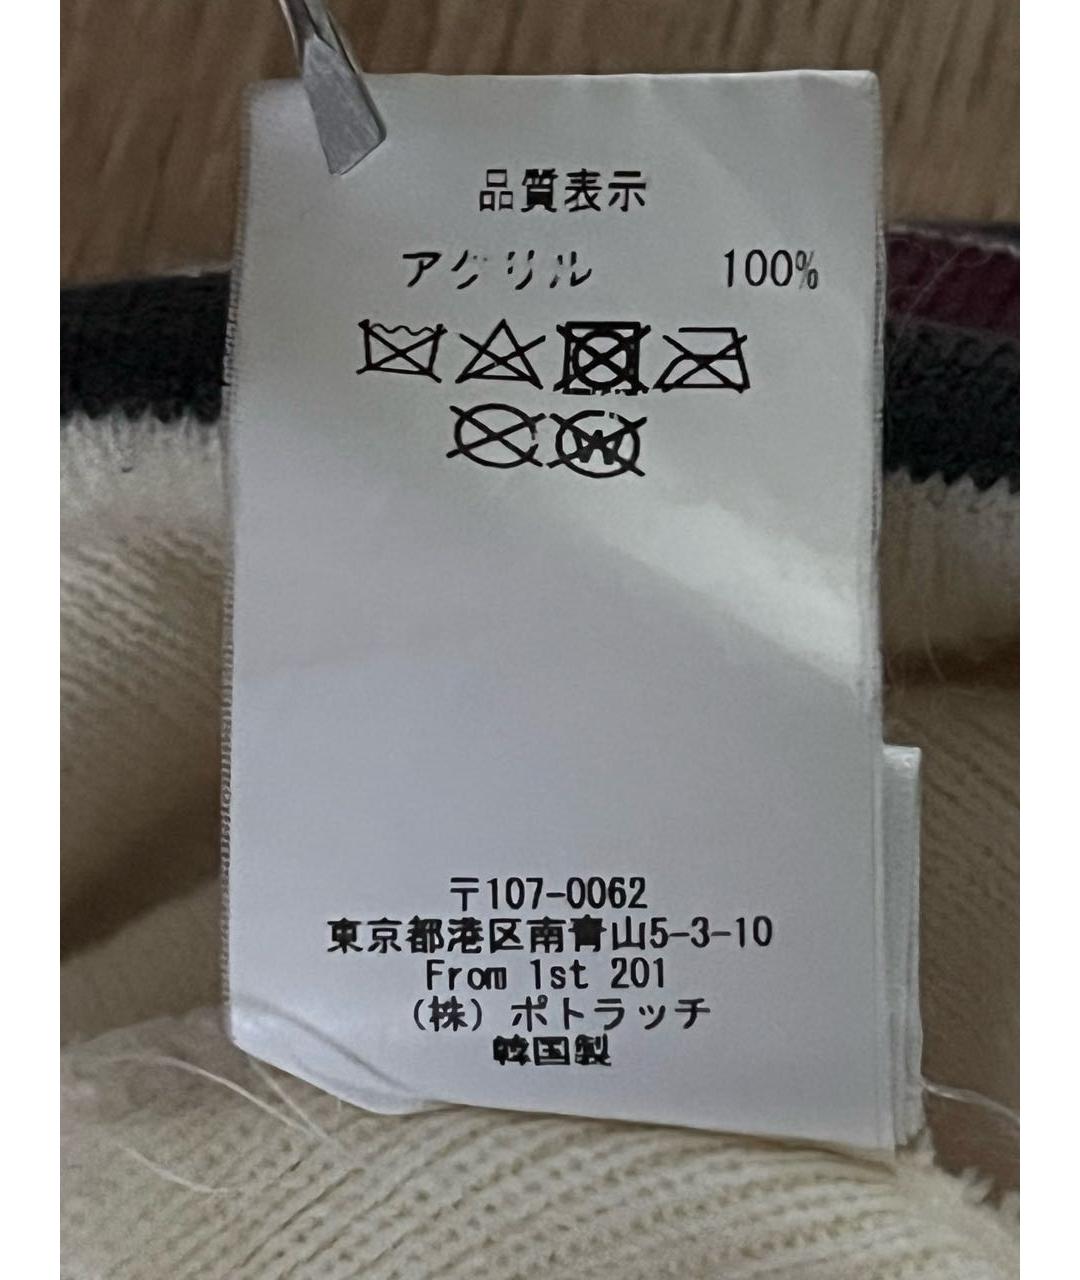 品質表示
アクリル 100%
W
〒107-0062
東京都港区南青山5-3-10
From 1st 201
(株) ポトラッチ
韓国製